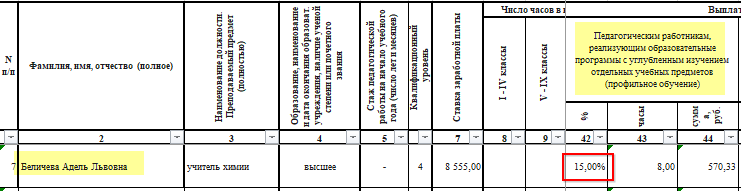 Число часов в
Выплат
N
п/п
Фамилия, имя, отчество (полное)
Наименование должности.
Преподаваемый предмет
(полностью)
Образование, наименование
и дата окончания образоват.
учреждения, наличие ученой
степени или почетного
звания
Стаж педагогической
работы на начало учебного
года (число лет и месяцев)
Квалификационный
уровень
Ставка заработной платы
I - IV классы
V - IX классы
Педагогическим работникам,
реализующим образовательные
программы с углубленным изучением
отдельных учебных предметов
(профильное обучение)
%
часы
сумм
а,
руб.
2 3 4 5 6 7 8 9 42 43 44
7 Беличева Адель Львовна учитель химии высшее - 4 8 555,00 15,00% 8,00 570,33